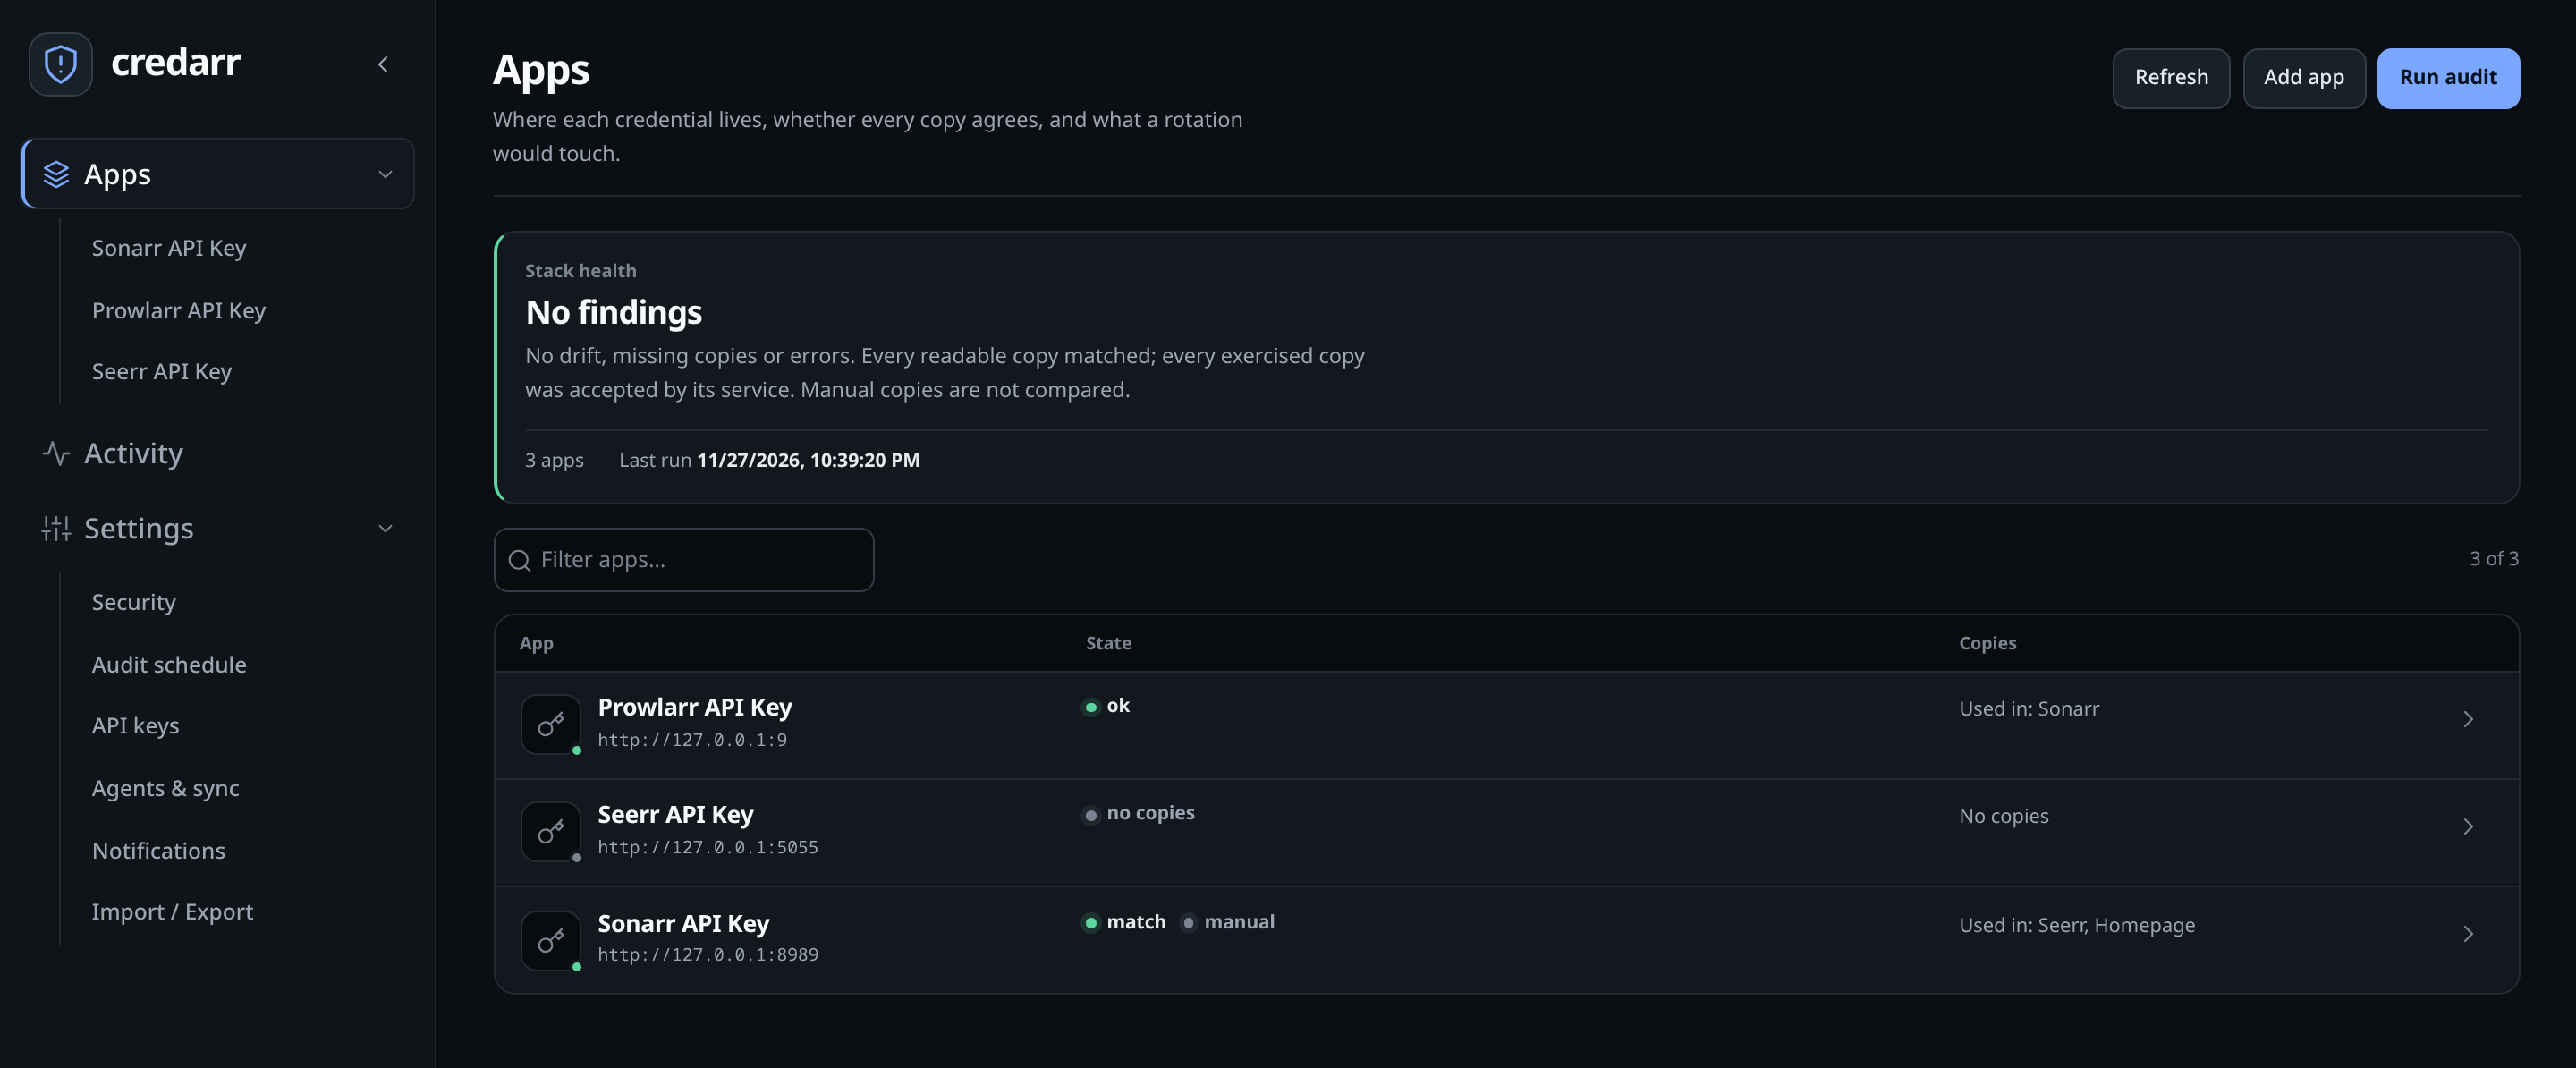 credarr
Apps
Sonarr API Key
Prowlarr API Key
Seerr API Key
Activity
Settings
Security
Audit schedule
API keys
Agents & sync
Notifications
Import / Export
Apps
Where each credential lives, whether every copy agrees, and what a rotation
would touch.
Refresh
Add app
Run audit
Stack health
No findings
No drift, missing copies or errors. Every readable copy matched; every exercised copy
was accepted by its service. Manual copies are not compared.
3 apps Last run 11/27/2026, 10:39:20 PM
Filter apps...
3 of 3
App State Copies
Prowlarr API Key
http://127.0.0.1:9
ok
Used in: Sonarr
Seerr API Key
http://127.0.0.1:5055
no copies
No copies
Sonarr API Key
http://127.0.0.1:8989
match manual
Used in: Seerr, Homepage